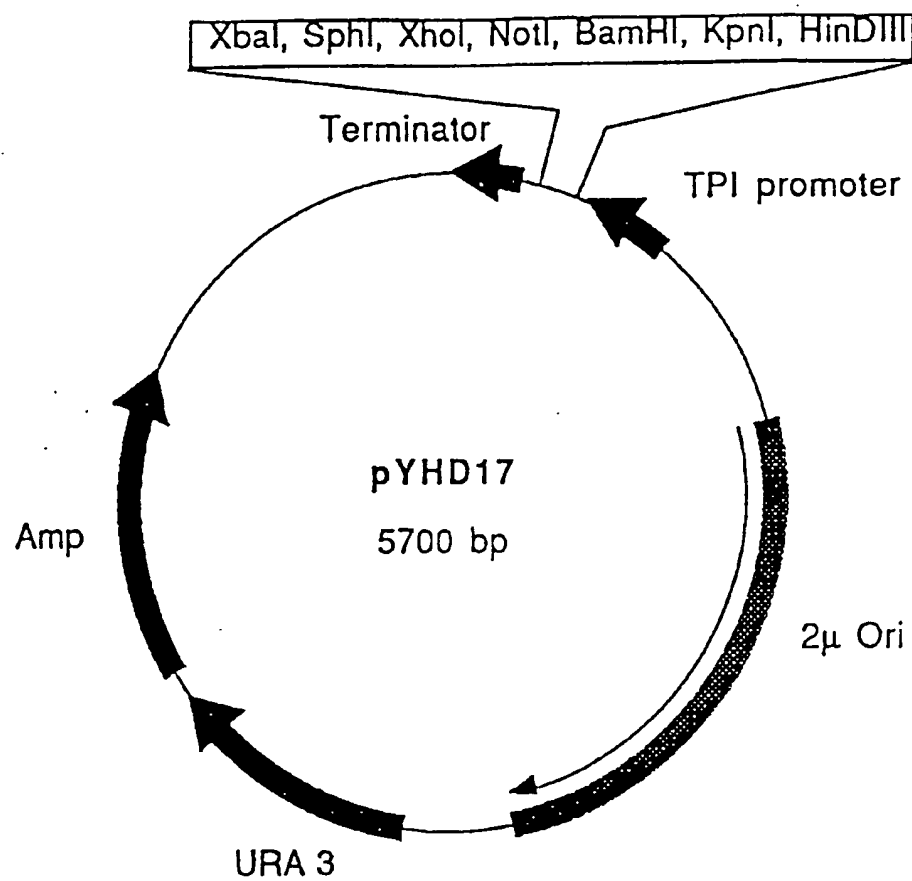 XbaI, SphI, XhoI, NotI, BamHI, KpnI, HinDIII
Terminator
TPI promoter
pYHD17
5700 bp
Amp
2µ Ori
URA 3